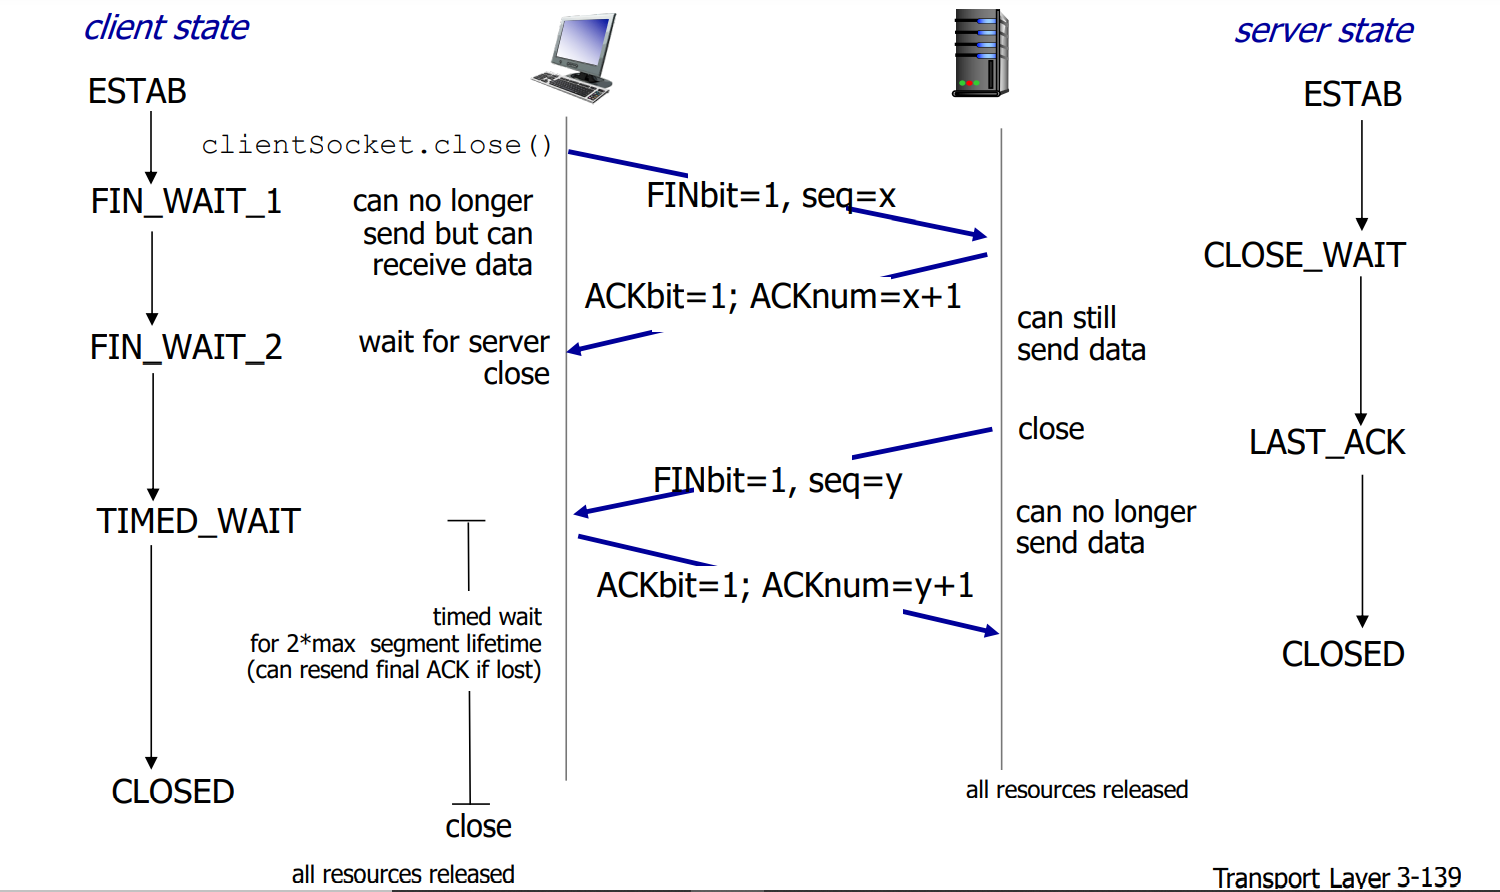 client state
server state
ESTAB
ESTAB
clientSocket.close()
FIN_WAIT_1
can no longer
send but can
receive data
FINbit=1, seq=x
CLOSE_WAIT
ACKbit=1; ACKnum=x+1
can still
send data
FIN_WAIT_2
wait for server
close
close
LAST_ACK
FINbit=1, seq=y
can no longer
send data
TIMED_WAIT
ACKbit=1; ACKnum=y+1
timed wait
for 2*max segment lifetime
(can resend final ACK if lost)
CLOSED
CLOSED
all resources released
close
all resources released
Transport Layer 3-139